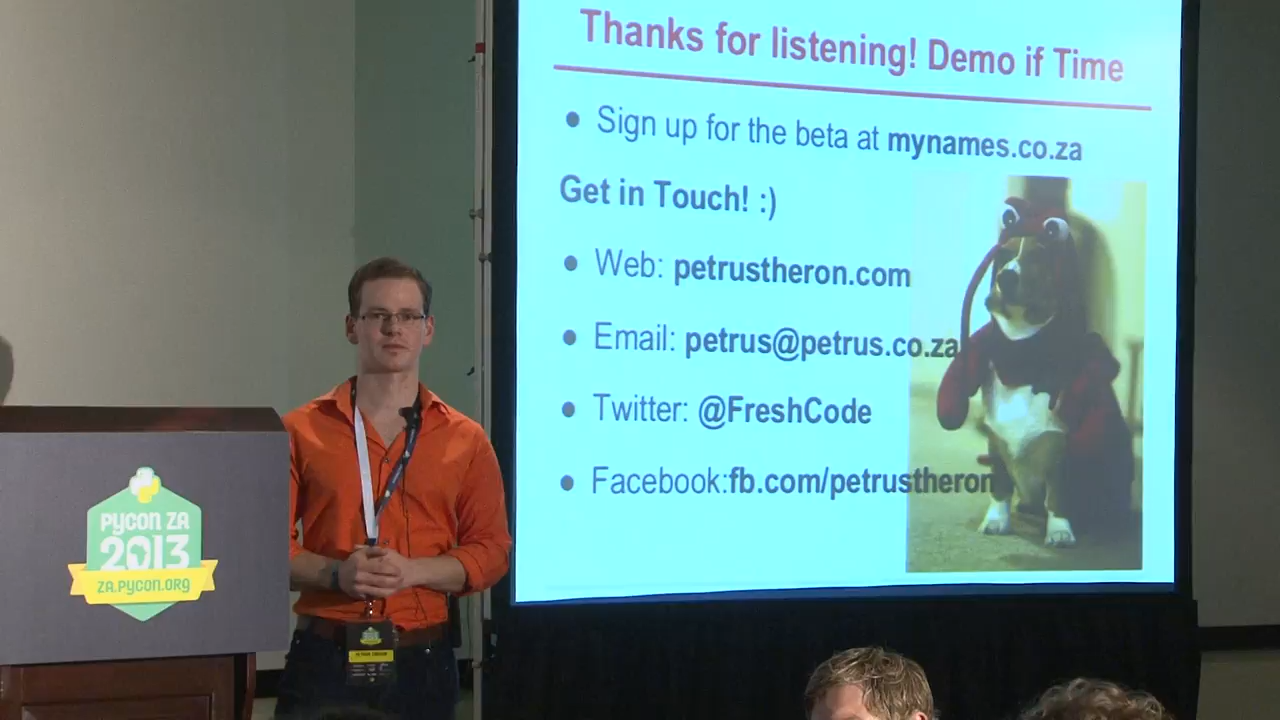 Thanks for listening! Demo if Time
• Sign up for the beta at mynames.co.za
Get in Touch! :)
• Web: petrustheron.com
• Email: petrus@petrus.co.za
• Twitter: @FreshCode
• Facebook:fb.com/petrustheron
PYCON ZA
2013
ZA.PYCON.ORG